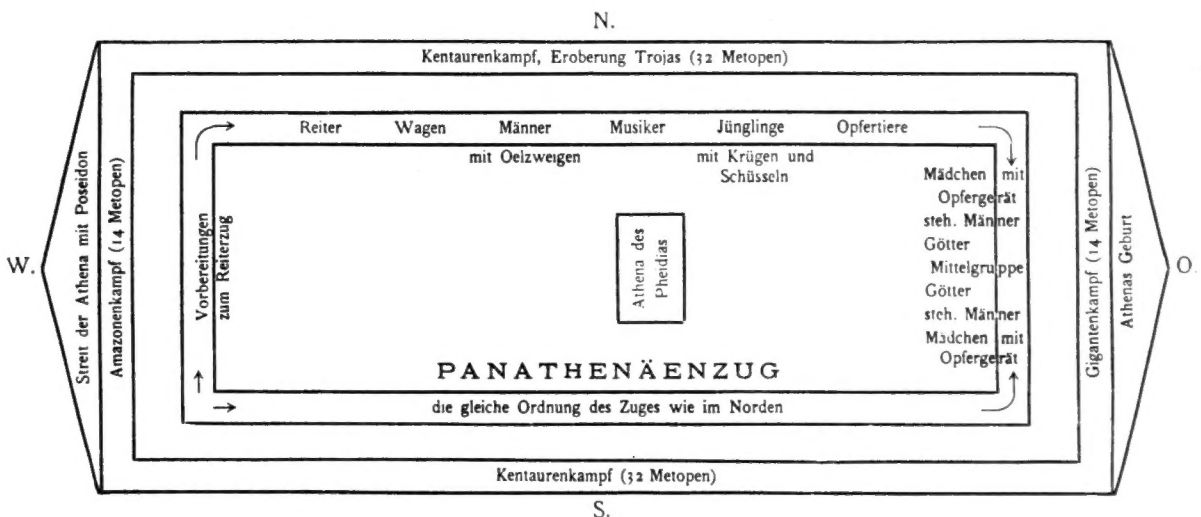 N.
Kentaurenkampf, Eroberung Trojas (32 Metopen)
Reiter Wagen Männer Musiker Jünglinge Opfertiere
mit Oelzweigen mit Krügen und
Schüsseln
W.
Streit der Athena mit Poseidon
Amazonenkampf (14 Metopen)
Vorbereitungen
zum Reiterzug
Athena des
Pheidias
Mädchen mit
Opfergerät
steh. Männer
Götter
Mittelgruppe
Götter
steh. Männer
Mädchen mit
Opfergerät
Gigantenkampf (14 Metopen)
Athenas Geburt
O.
PANATHENÄENZUG
die gleiche Ordnung des Zuges wie im Norden
Kentaurenkampf (32 Metopen)
S.